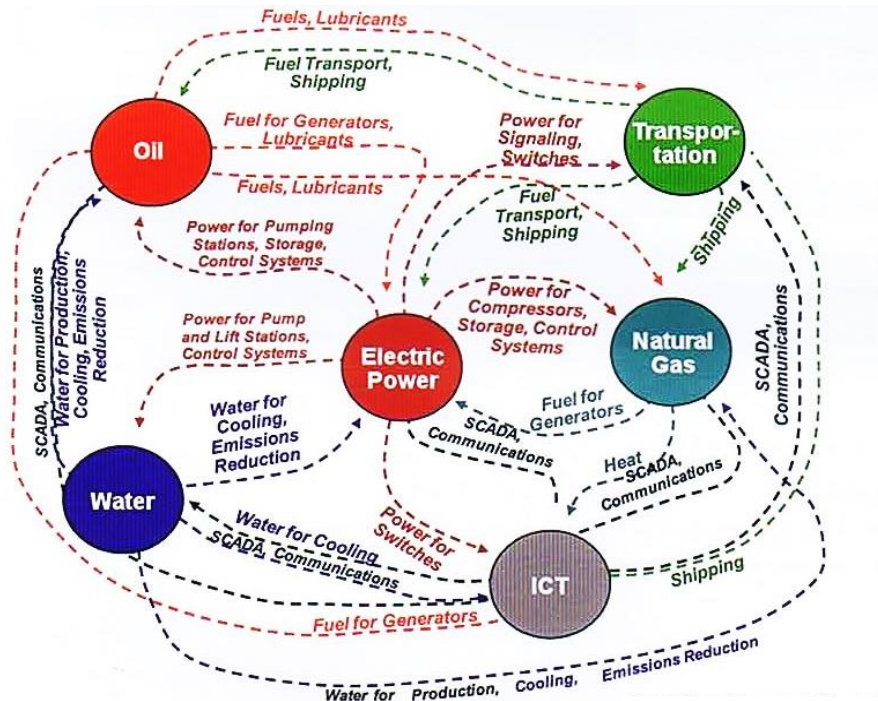 Fuels, Lubricants
Fuel Transport,
Shipping
Oil
Fuel for Generators,
Lubricants
Fuels, Lubricants
Power for
Signaling,
Switches
Transpor-
tation
Fuel
Transport,
Shipping
Shipping
Power for Pumping
Stations, Storage,
Control Systems
Power for
Compressors,
Storage, Control
Systems
SCADA, Communications
Water for Production,
Cooling, Emissions
Reduction
Power for Pump
and Lift Stations,
Control Systems
Electric
Power
Natural
Gas
SCADA,
Communications
Water for
Cooling,
Emissions
Reduction
Fuel for
Generators
SCADA,
Communications
Heat
SCADA,
Communications
Water
Water for Cooling
SCADA, Communications
Power for
Switches
ICT
Shipping
Fuel for Generators
Water for Production, Cooling, Emissions Reduction